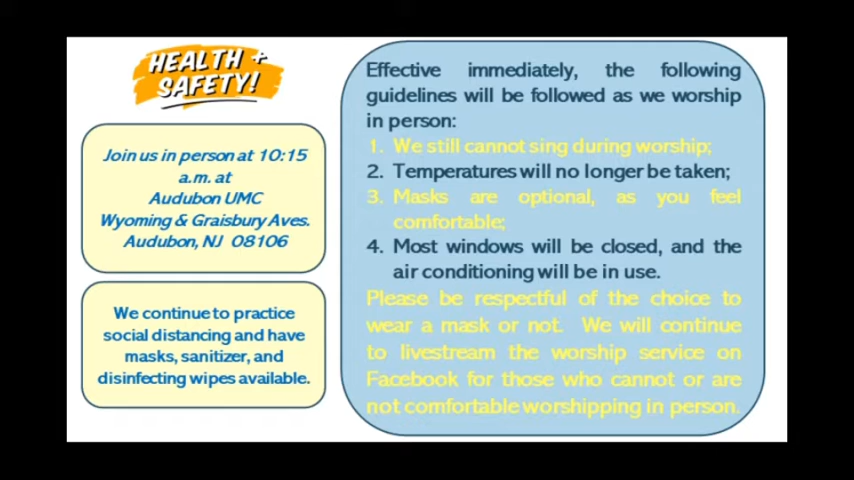 HEALTH +
SAFETY!
Join us in person at 10:15
a.m. at
Audubon UMC
Wyoming & Graisbury Aves.
Audubon, NJ 08106
We continue to practice
social distancing and have
masks, sanitizer, and
disinfecting wipes available.
Effective immediately, the following
guidelines will be followed as we worship
in person:
1. We still cannot sing during worship;
2. Temperatures will no longer be taken;
3. Masks are optional, as you feel
comfortable;
4. Most windows will be closed, and the
air conditioning will be in use.
Please be respectful of the choice to
wear a mask or not. We will continue
to livestream the worship service on
Facebook for those who cannot or are
not comfortable worshipping in person.